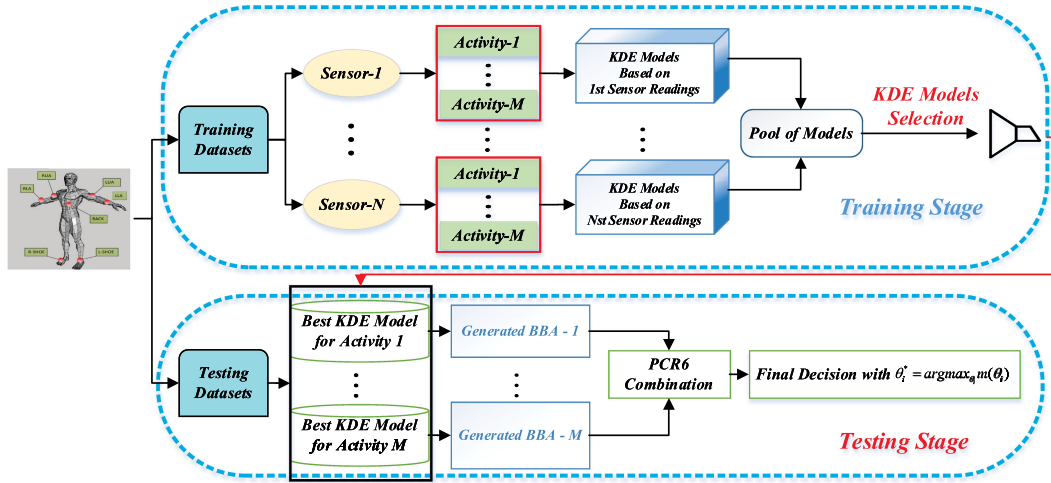 RUA
RLA
LUA
LLA
BACK
R-SHOE
L-SHOE
Training
Datasets
Sensor-1
Sensor-N
Activity-1
Activity-M
Activity-1
Activity-M
KDE Models
Based on
1st Sensor Readings
KDE Models
Based on
Nst Sensor Readings
Pool of Models
KDE Models
Selection
Training Stage
Testing
Datasets
Best KDE Model
for Activity 1
Best KDE Model
for Activity M
Generated BBA - 1
Generated BBA - M
PCR6
Combination
Final Decision with θᵢ* = argmax_θᵢ m(θᵢ)
Testing Stage